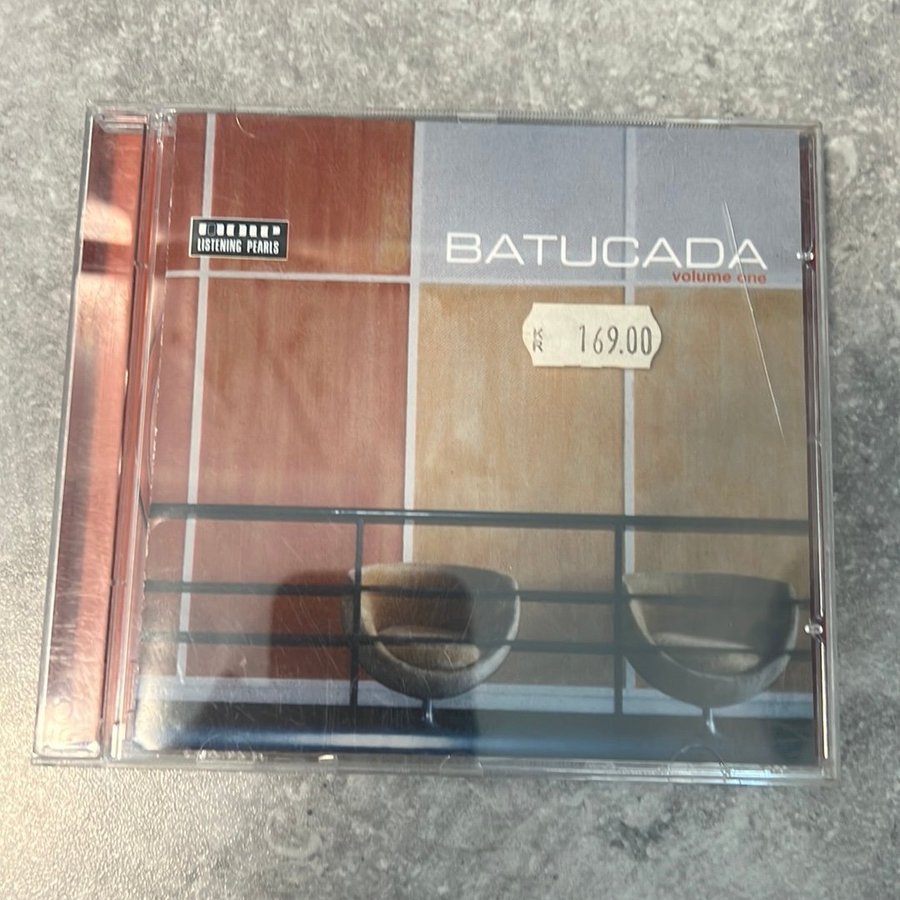 LISTENING PEARLS
BATUCADA
volume one
KR 169.00